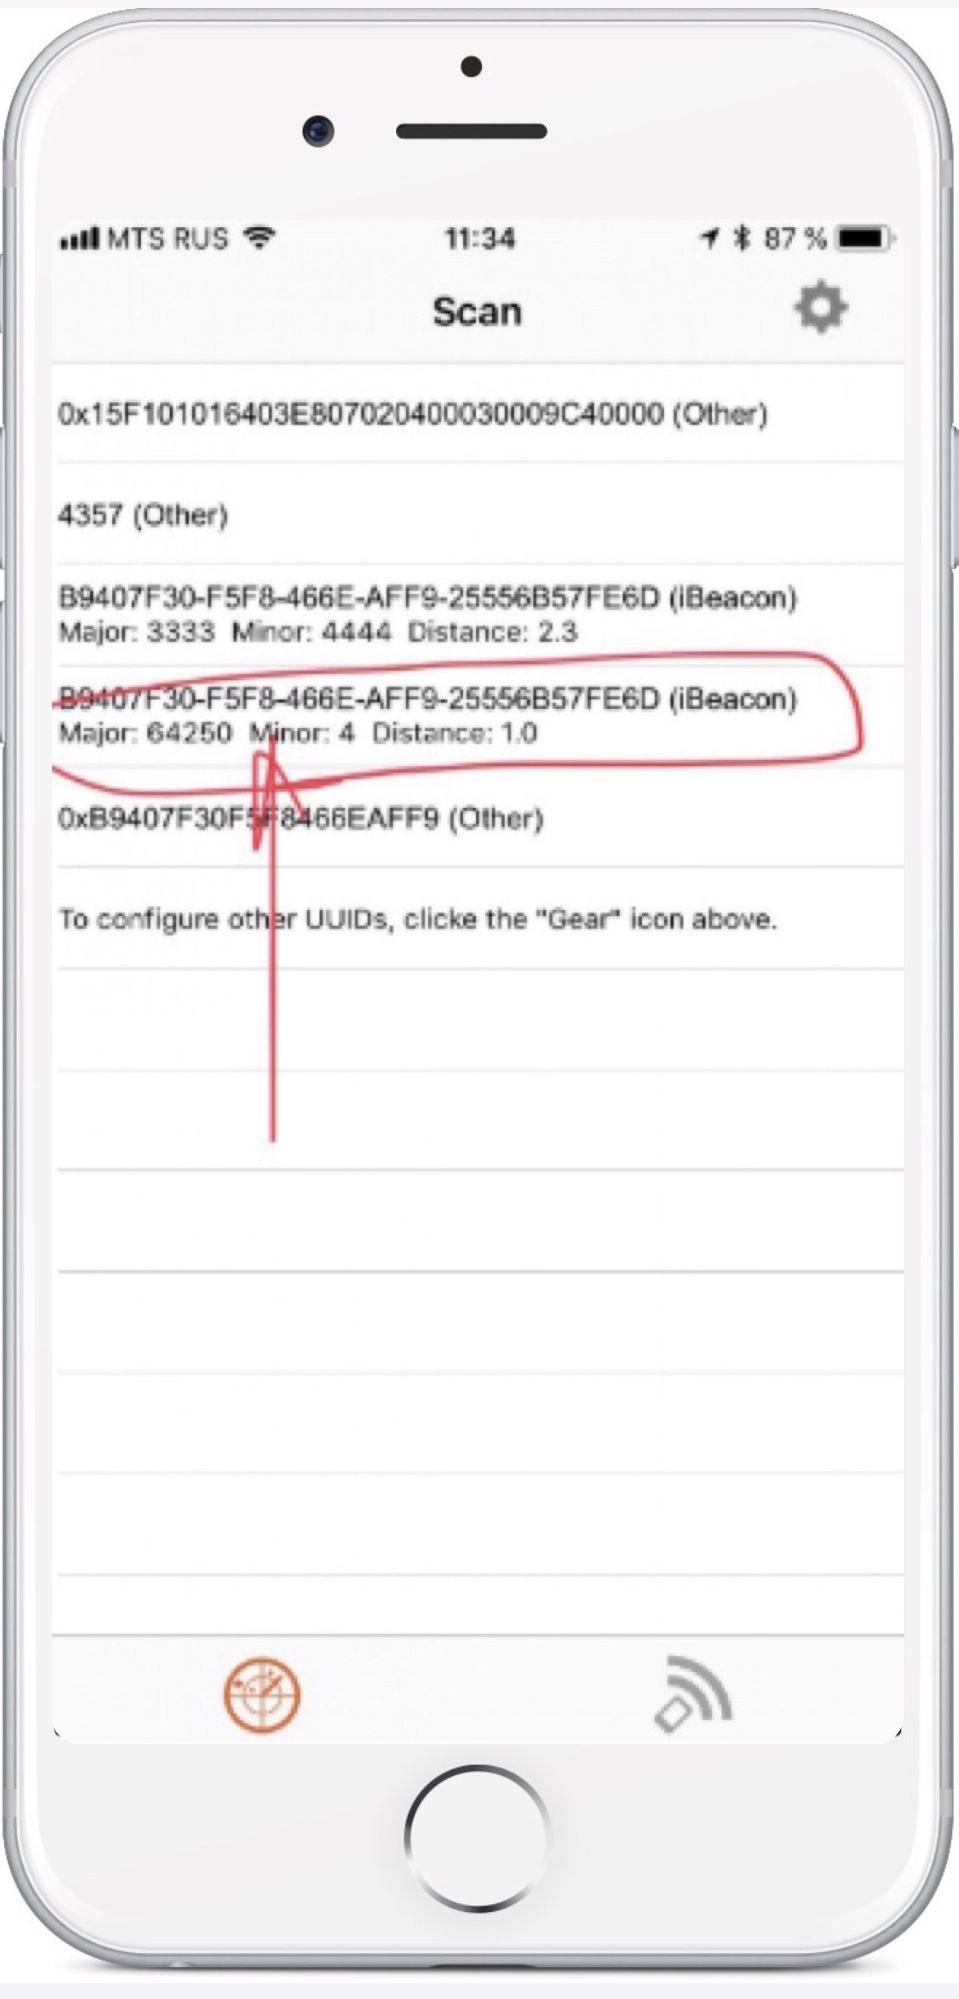 MTS RUS 11:34 87 %
Scan
0x15F101016403E807020400030009C40000 (Other)
4357 (Other)
B9407F30-F5F8-466E-AFF9-25556B57FE6D (iBeacon)
Major: 3333 Minor: 4444 Distance: 2.3
B9407F30-F5F8-466E-AFF9-25556B57FE6D (iBeacon)
Major: 64250 Minor: 4 Distance: 1.0
0xB9407F30F5F8466EAFF9 (Other)
To configure other UUIDs, clicke the "Gear" icon above.